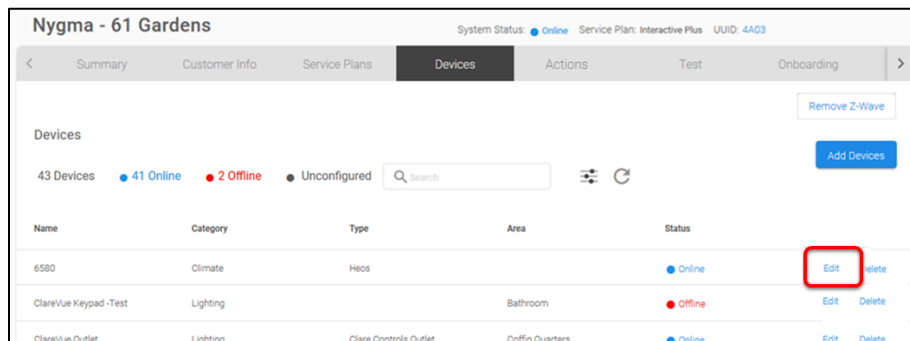 Nygma - 61 Gardens
System Status: Online Service Plan: Interactive Plus UUID: 4A03
Summary Customer Info Service Plans Devices Actions Test Onboarding
Remove Z-Wave
Devices
Add Devices
43 Devices 41 Online 2 Offline Unconfigured Search
Name Category Type Area Status
6580 Climate Heos Online Edit elete
ClareVue Keypad -Test Lighting Bathroom Offline Edit Delete
ClareVue Outlet Lighting Clare Controls Outlet Coffin Quarters Online Edit Delete